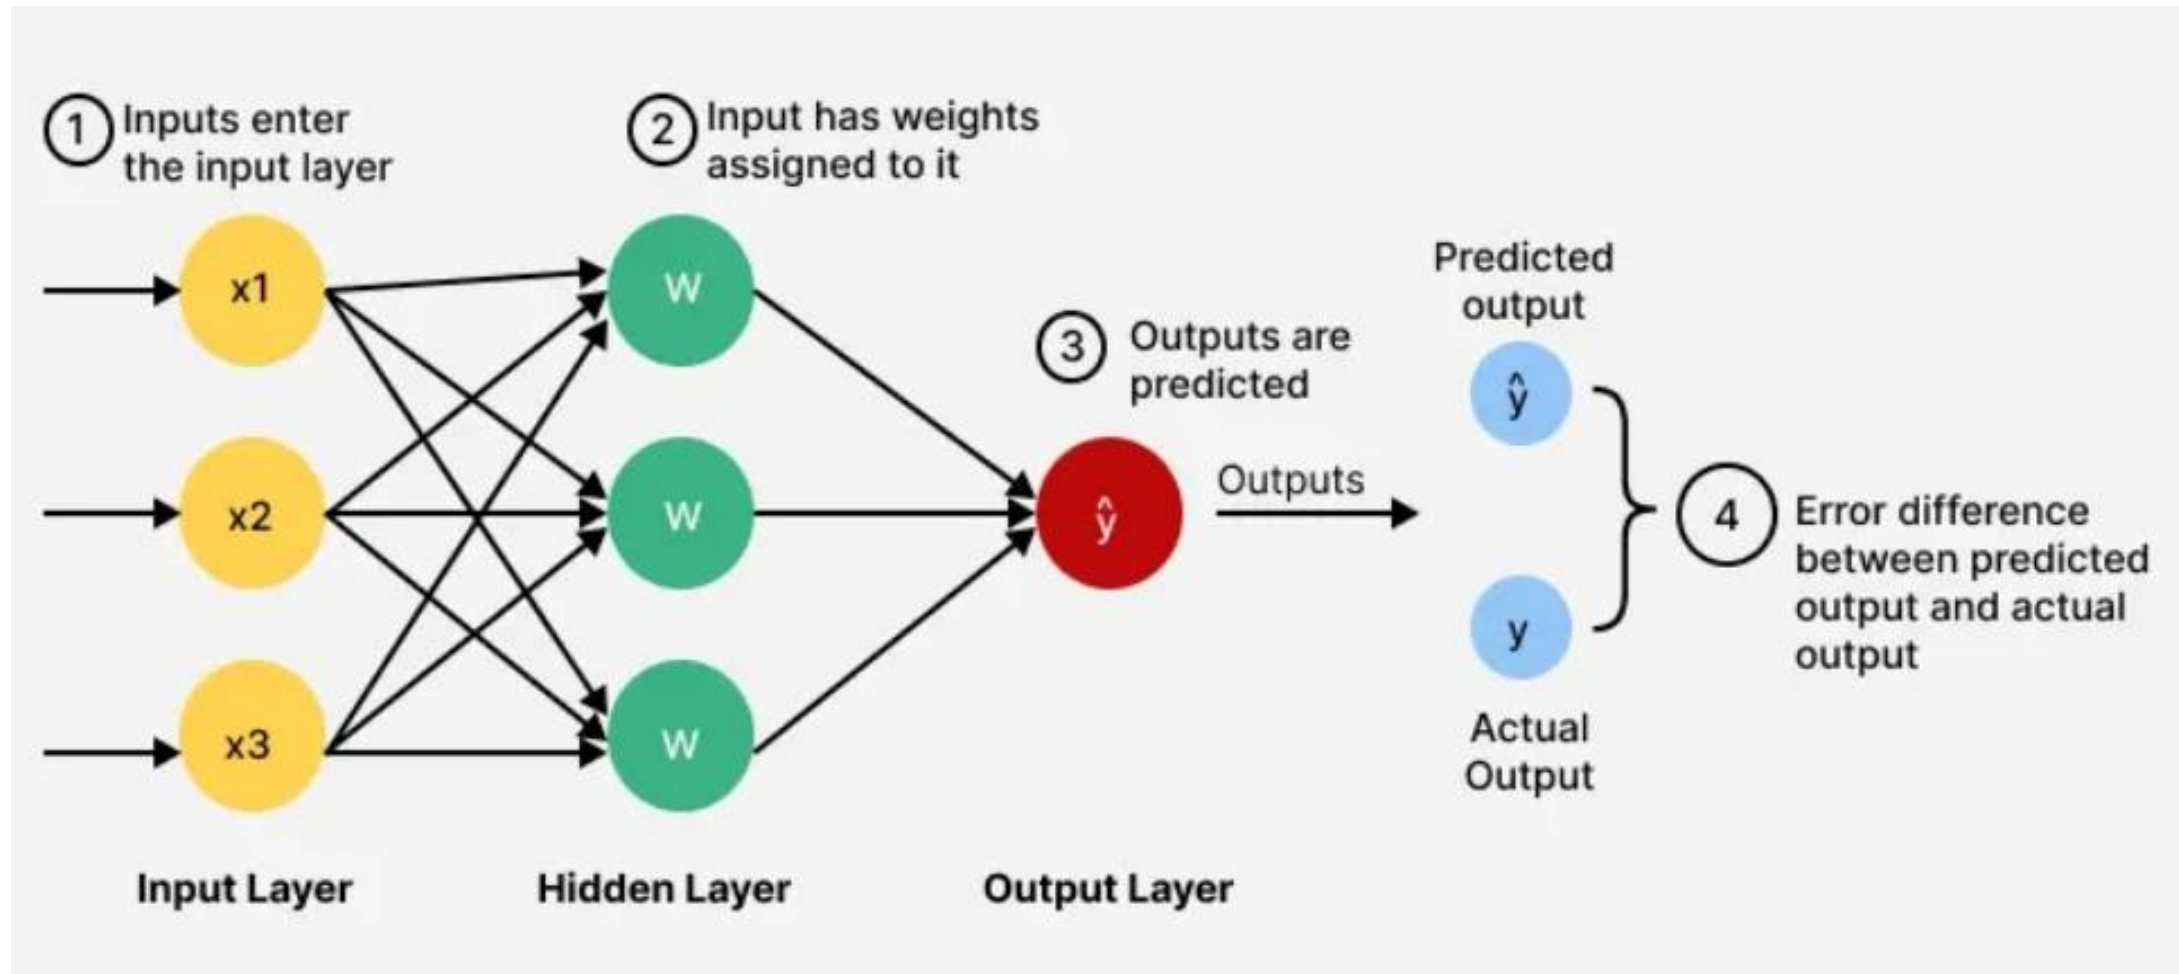 1
Inputs enter
the input layer
2
Input has weights
assigned to it
x1
x2
x3
W
W
W
3
Outputs are
predicted
ŷ
Outputs
Predicted
output
ŷ
y
Actual
Output
4
Error difference
between predicted
output and actual
output
Input Layer
Hidden Layer
Output Layer